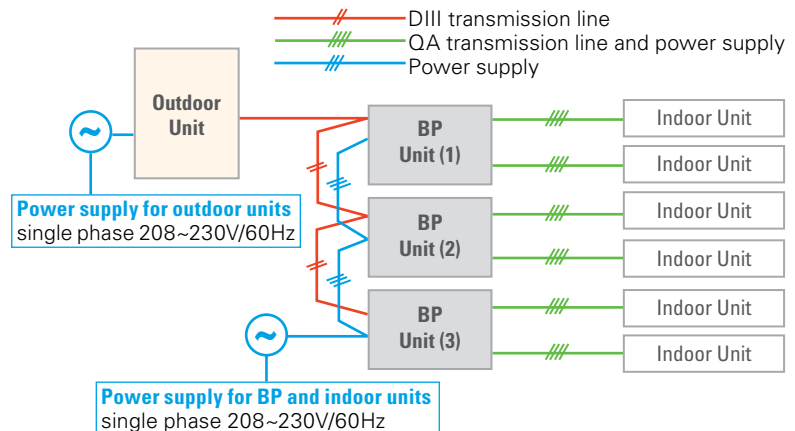 DIII transmission line
QA transmission line and power supply
Power supply
Outdoor
Unit
~
BP
Unit (1)
Indoor Unit
Indoor Unit
Power supply for outdoor units
single phase 208~230V/60Hz
BP
Unit (2)
Indoor Unit
Indoor Unit
BP
Unit (3)
Indoor Unit
Indoor Unit
~
Power supply for BP and indoor units
single phase 208~230V/60Hz